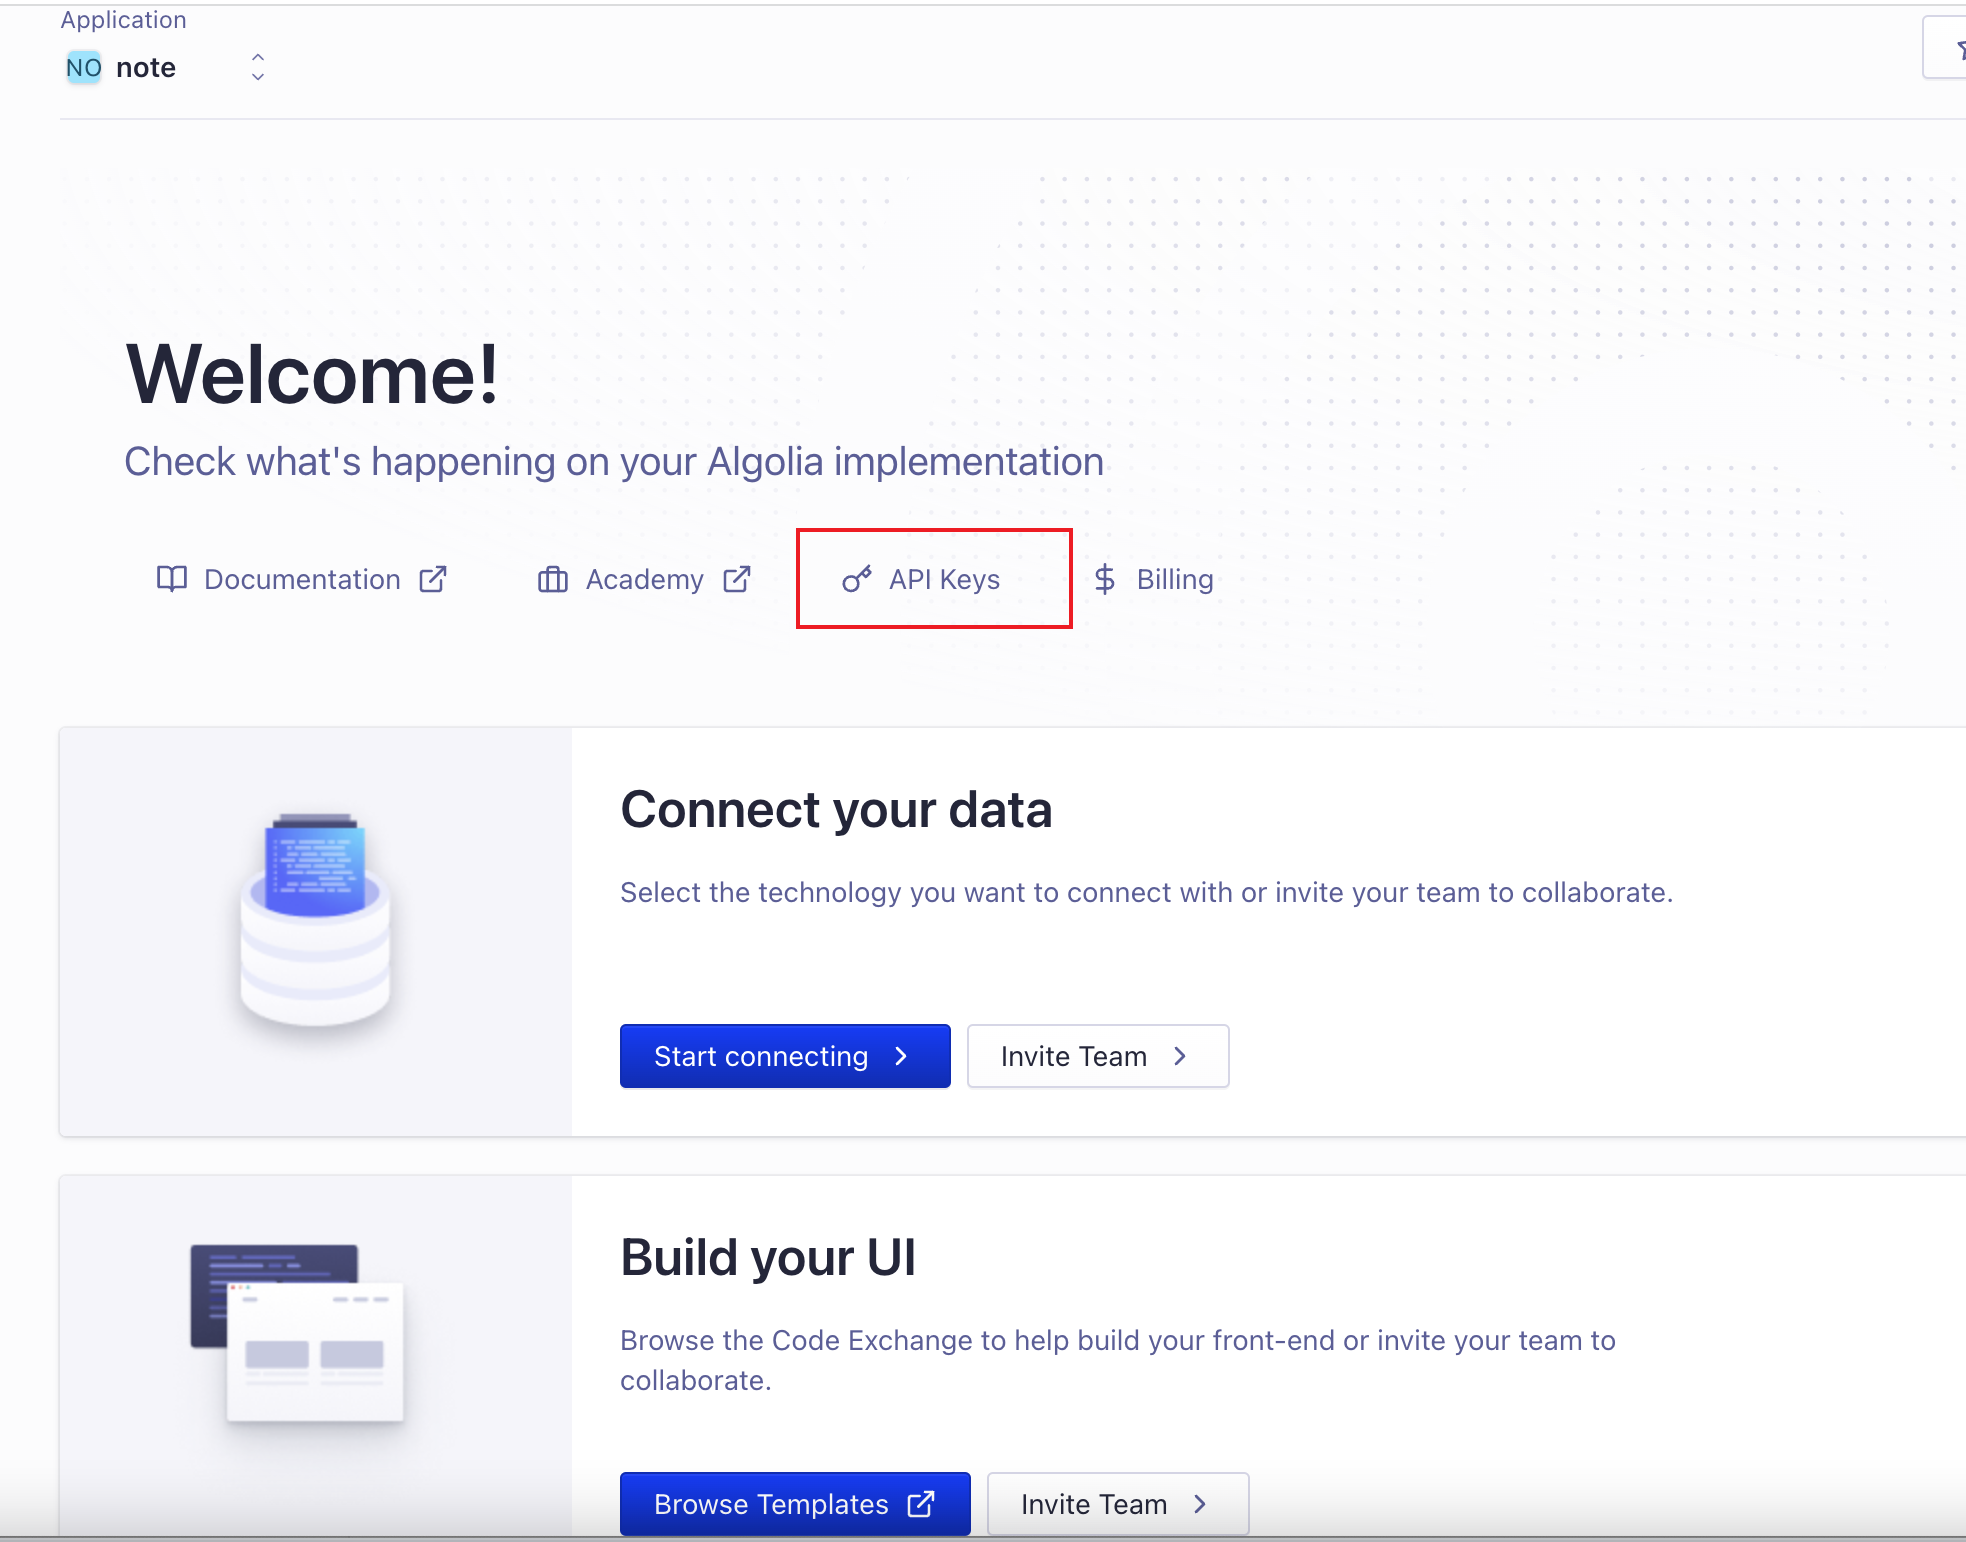 Application
NO note
Welcome!
Check what's happening on your Algolia implementation
Documentation Academy API Keys Billing
Connect your data
Select the technology you want to connect with or invite your team to collaborate.
Start connecting Invite Team
Build your UI
Browse the Code Exchange to help build your front-end or invite your team to
collaborate.
Browse Templates Invite Team